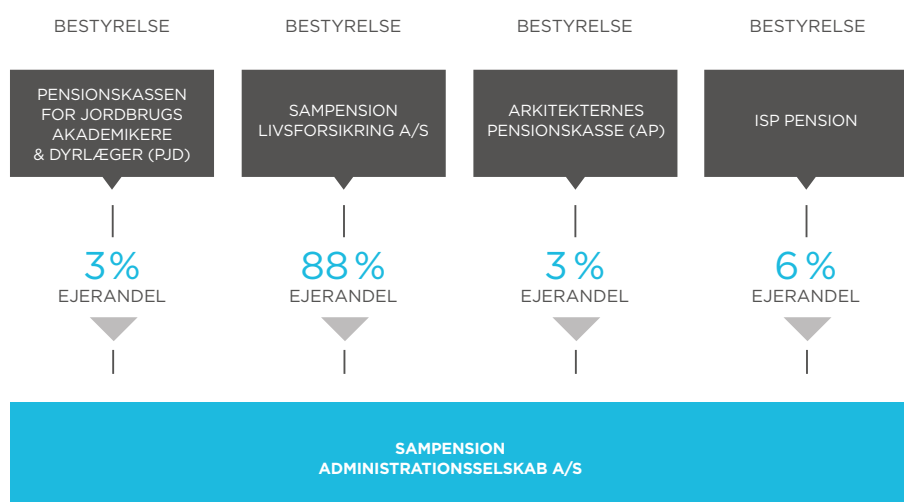 BESTYRELSE
BESTYRELSE
BESTYRELSE
BESTYRELSE
PENSIONSKASSEN
FOR JORDBRUGS
AKADEMIKERE
& DYRLÆGER (PJD)
SAMPENSION
LIVSFORSIKRING A/S
ARKITEKTERNES
PENSIONSKASSE (AP)
ISP PENSION
3 %
EJERANDEL
88 %
EJERANDEL
3 %
EJERANDEL
6 %
EJERANDEL
SAMPENSION
ADMINISTRATIONSSELSKAB A/S